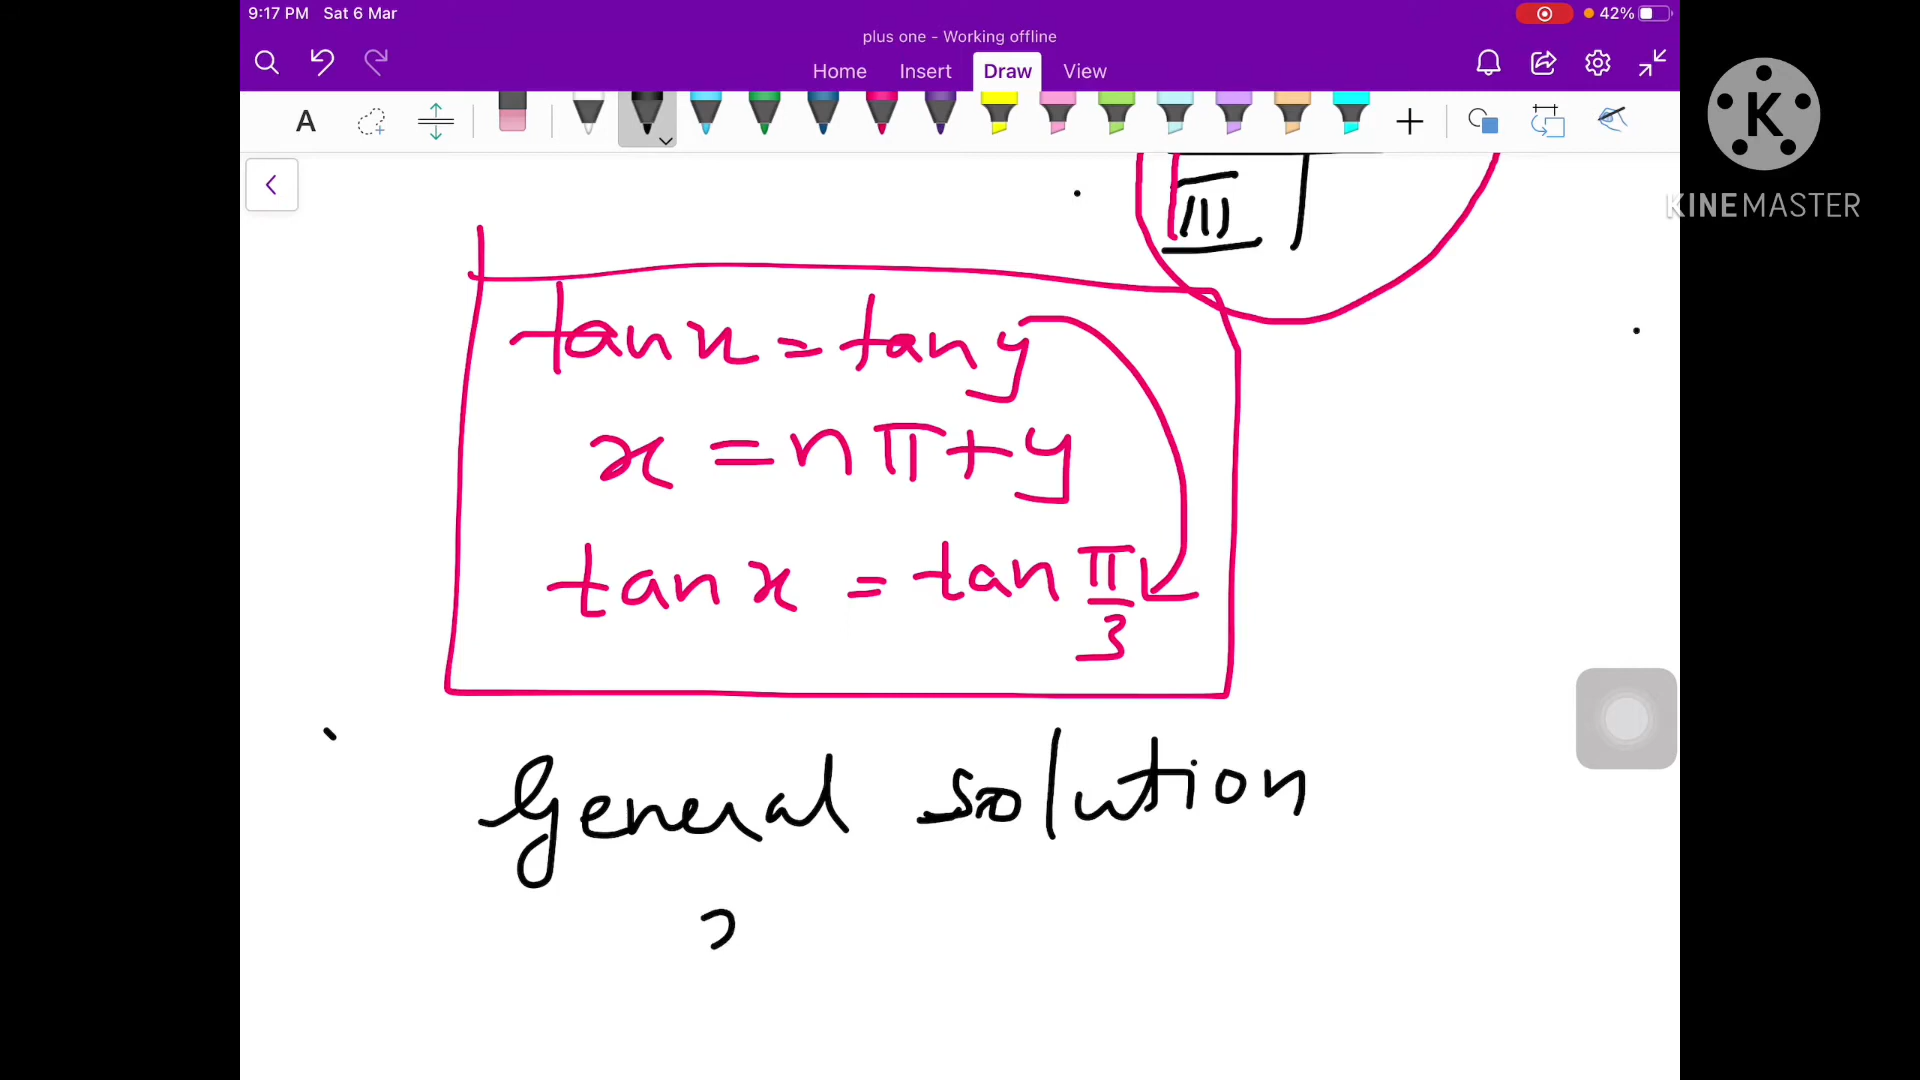 9:17 PM Sat 6 Mar
42%
plus one - Working offline
Home Insert Draw View
A
K
KINEMASTER
III
tan x = tan y
x = nπ + y
tan x = tan π/3
General solution